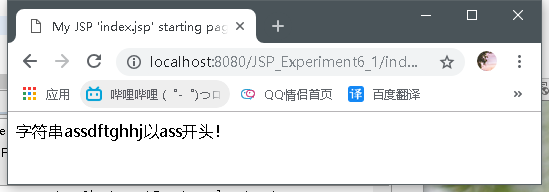 My JSP 'index.jsp' starting pag
localhost:8080/JSP_Experiment6_1/ind...
应用 哔哩哔哩 ( ゜- ゜)つロ QQ情侣首页 译 百度翻译 »
字符串assdftghhj以ass开头!